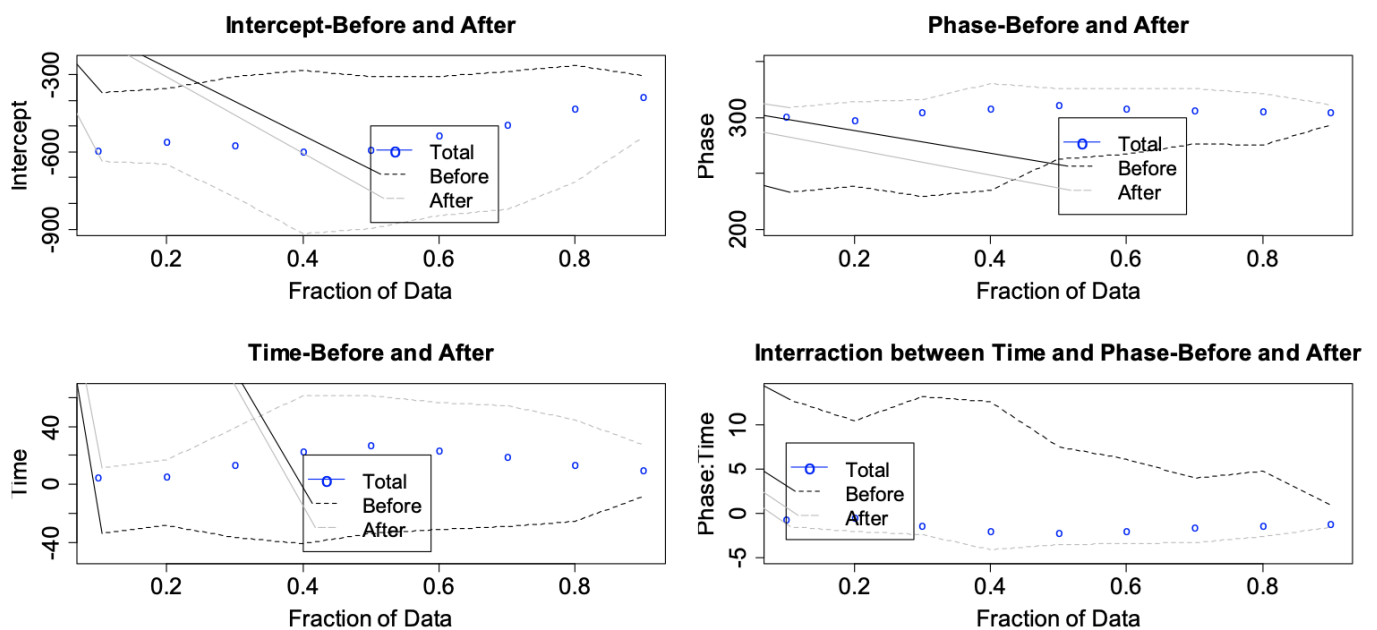 Intercept-Before and After
Intercept
-300
-600
-900
Total
Before
After
0.2 0.4 0.6 0.8
Fraction of Data
Phase-Before and After
Phase
300
200
Total
Before
After
0.2 0.4 0.6 0.8
Fraction of Data
Time-Before and After
Time
40
0
-40
Total
Before
After
0.2 0.4 0.6 0.8
Fraction of Data
Interraction between Time and Phase-Before and After
Phase:Time
10
5
0
-5
Total
Before
After
0.2 0.4 0.6 0.8
Fraction of Data